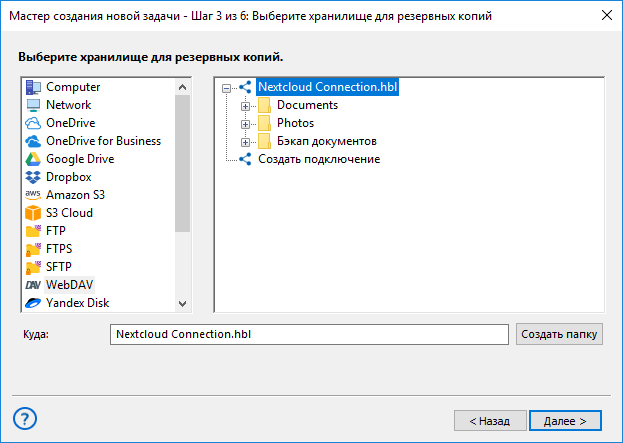 Мастер создания новой задачи - Шаг 3 из 6: Выберите хранилище для резервных копий
Выберите хранилище для резервных копий.
Computer
Network
OneDrive
OneDrive for Business
Google Drive
Dropbox
aws Amazon S3
S3 Cloud
FTP
FTPS
SFTP
DAV WebDAV
Yandex Disk
Nextcloud Connection.hbl
Documents
Photos
Бэкап документов
Создать подключение
Куда: Nextcloud Connection.hbl Создать папку
? < Назад Далее >